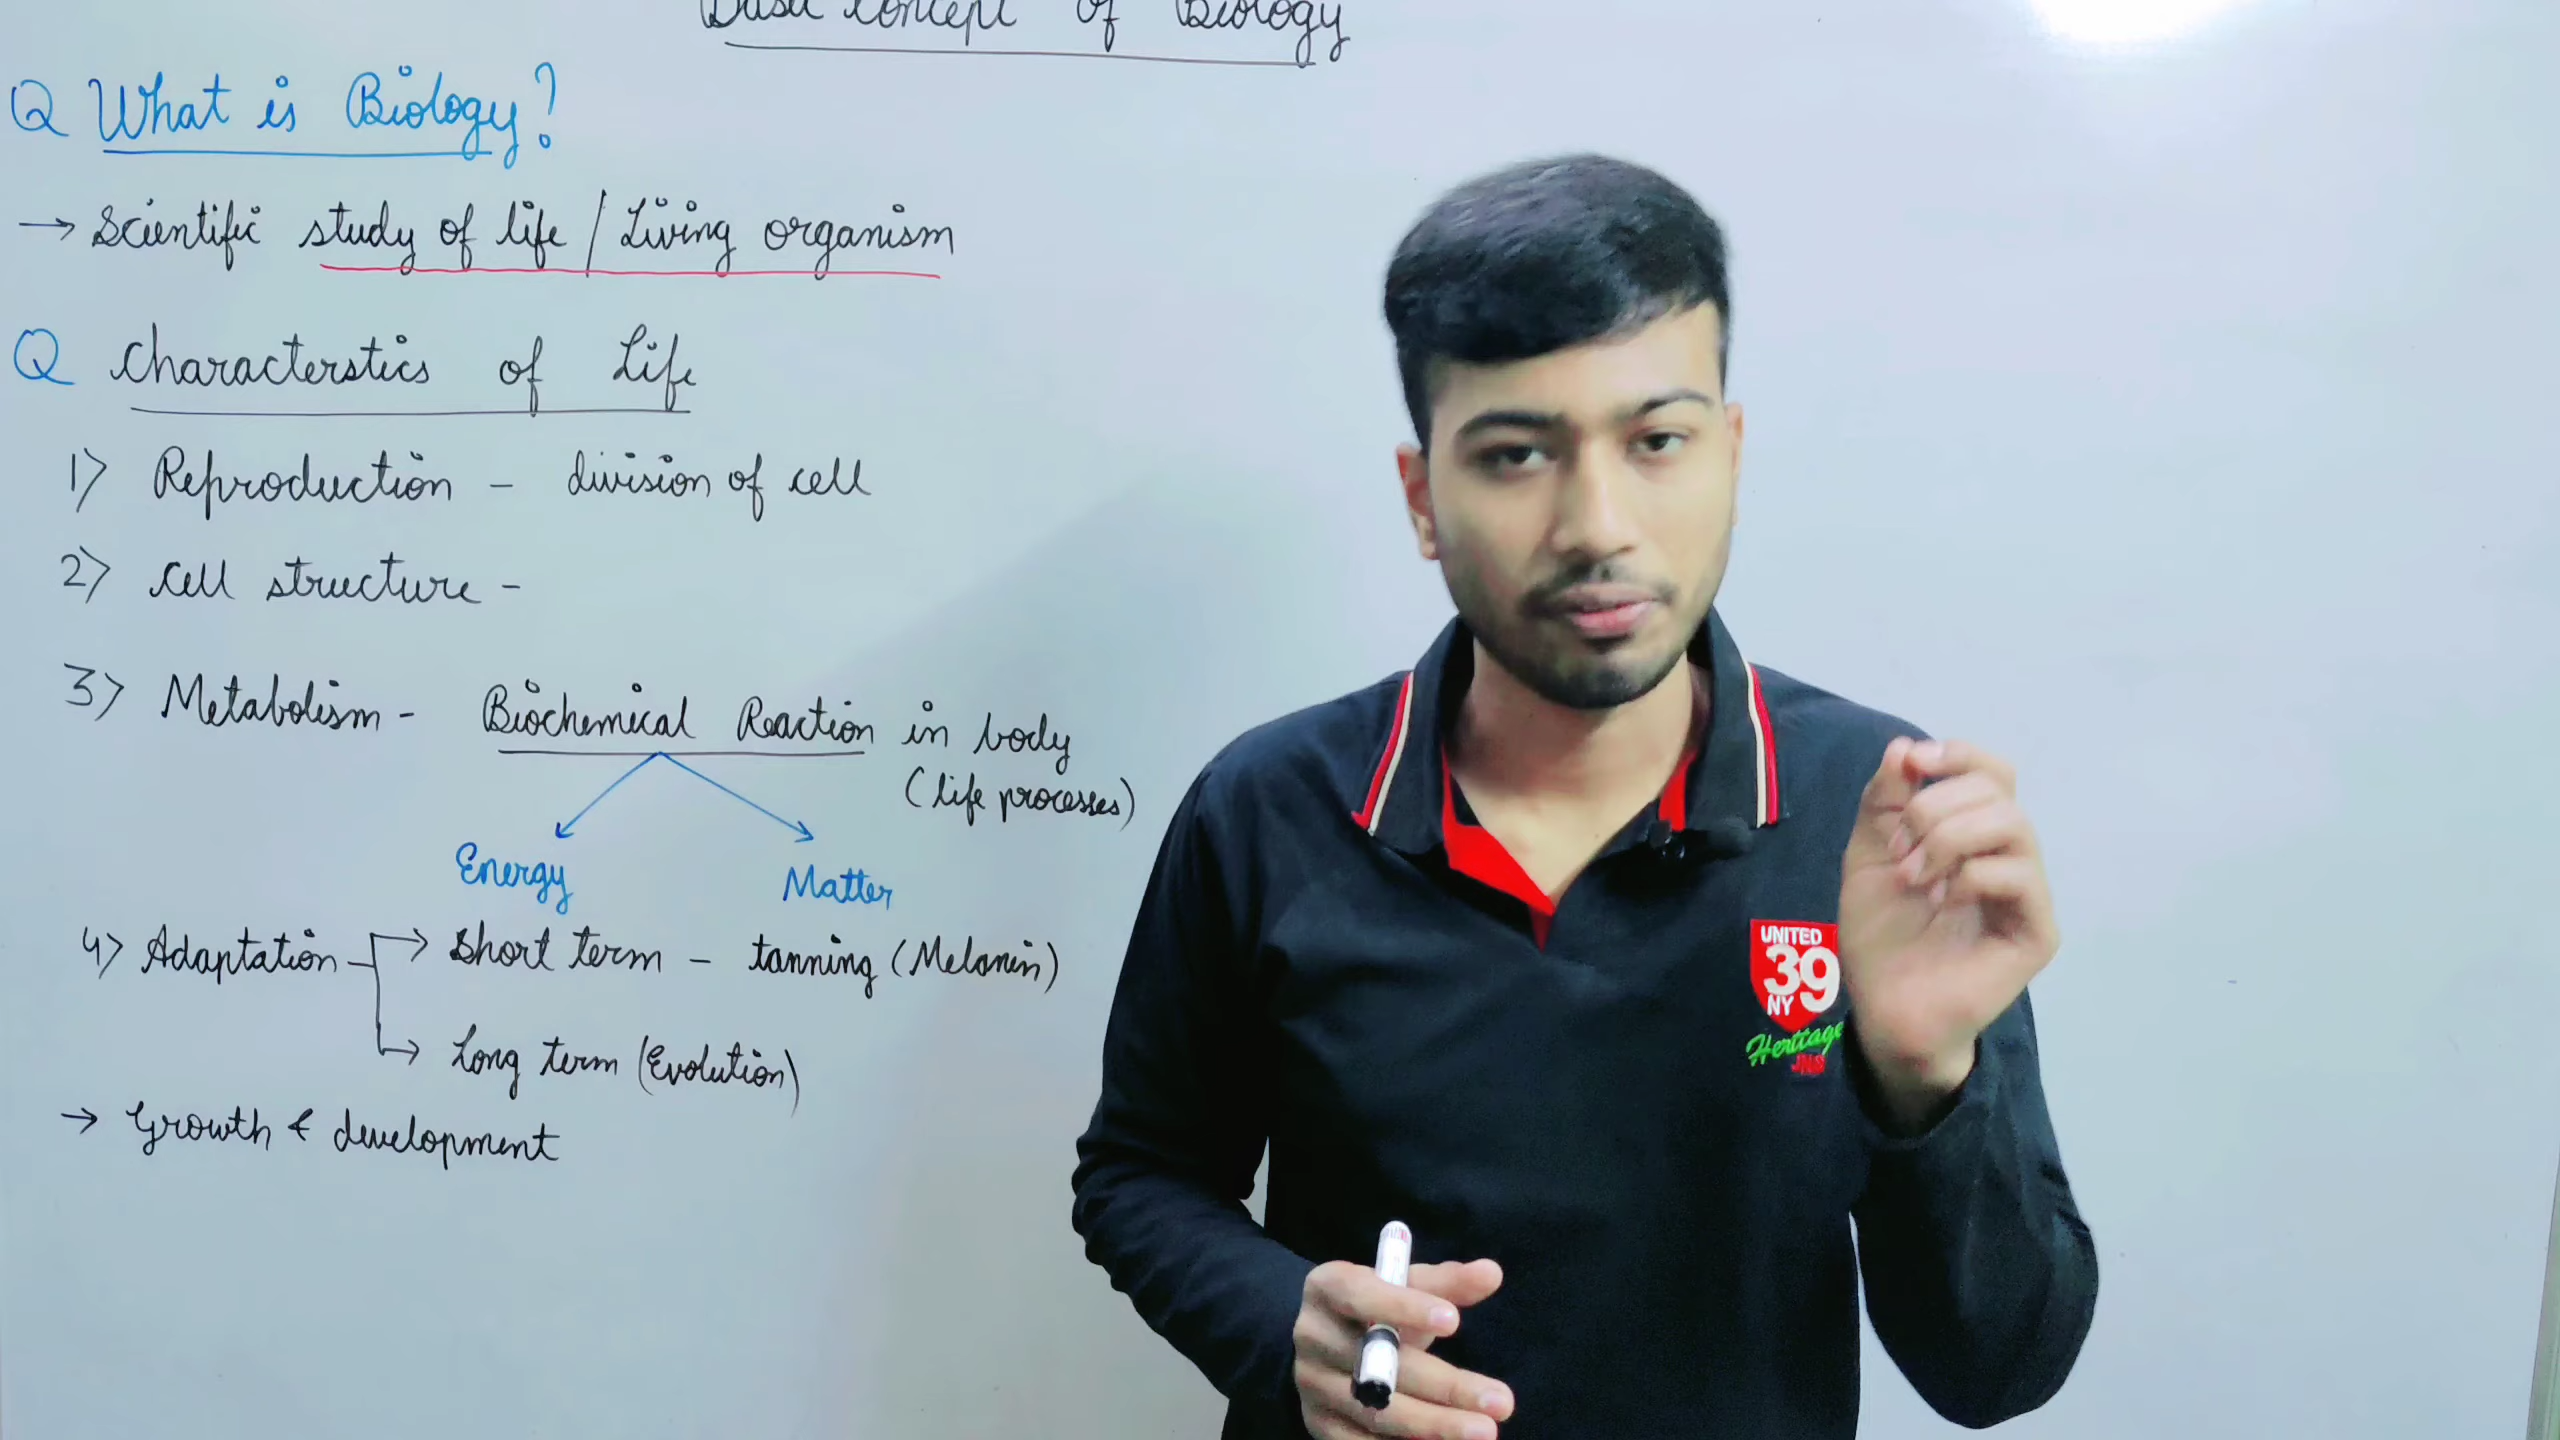 Basic Concept of Biology
Q What is Biology?
→ Scientific study of life / Living organism
Q Characterstics of Life
1) Reproduction - division of cell
2) Cell structure -
3) Metabolism - Biochemical Reaction in body
(life processes)
Energy Matter
4) Adaptation → Short term - tanning (Melanin)
→ Long term (Evolution)
→ Growth & development
UNITED
39
NY
Herttage